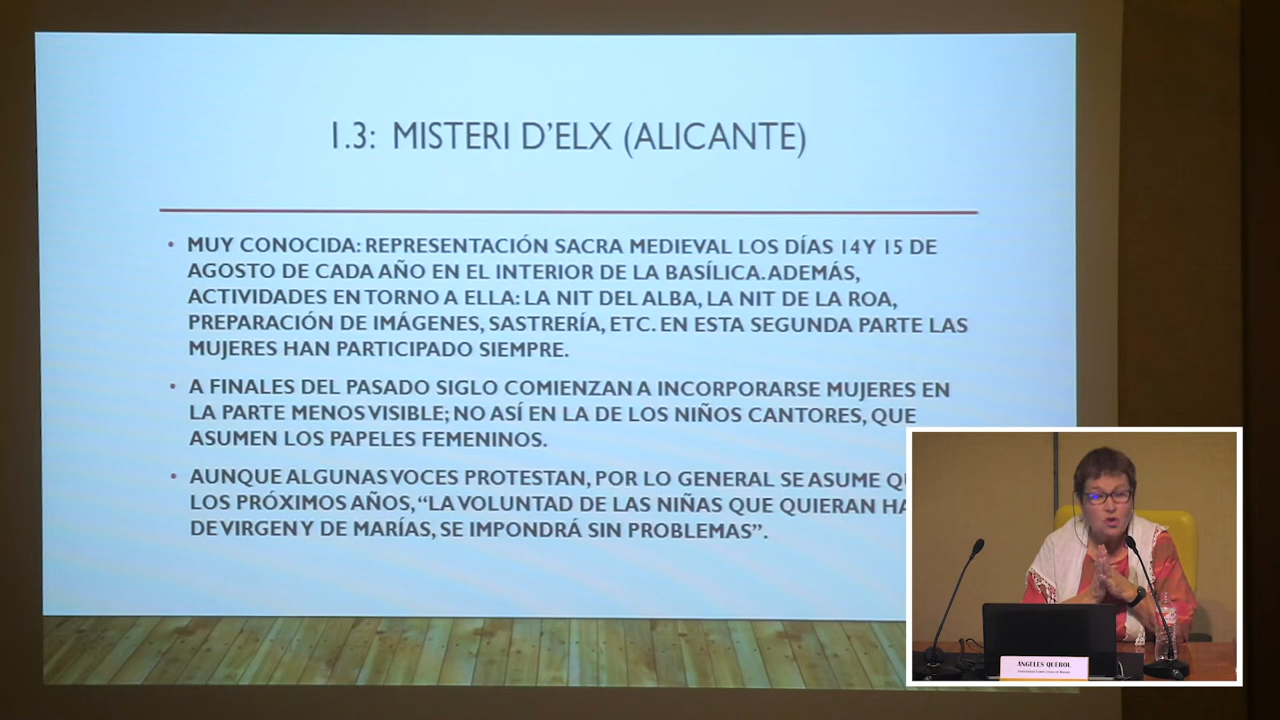 1.3: MISTERI D'ELX (ALICANTE)
• MUY CONOCIDA: REPRESENTACIÓN SACRA MEDIEVAL LOS DÍAS 14 Y 15 DE
AGOSTO DE CADA AÑO EN EL INTERIOR DE LA BASÍLICA. ADEMÁS,
ACTIVIDADES EN TORNO A ELLA: LA NIT DEL ALBA, LA NIT DE LA ROA,
PREPARACIÓN DE IMÁGENES, SASTRERÍA, ETC. EN ESTA SEGUNDA PARTE LAS
MUJERES HAN PARTICIPADO SIEMPRE.
• A FINALES DEL PASADO SIGLO COMIENZAN A INCORPORARSE MUJERES EN
LA PARTE MENOS VISIBLE; NO ASÍ EN LA DE LOS NIÑOS CANTORES, QUE
ASUMEN LOS PAPELES FEMENINOS.
• AUNQUE ALGUNAS VOCES PROTESTAN, POR LO GENERAL SE ASUME
LOS PRÓXIMOS AÑOS, "LA VOLUNTAD DE LAS NIÑAS QUE QUIERAN
DE VIRGEN Y DE MARÍAS, SE IMPONDRÁ SIN PROBLEMAS".
ÁNGELES QUEROL
UNIVERSIDAD COMPLUTENSE DE MADRID